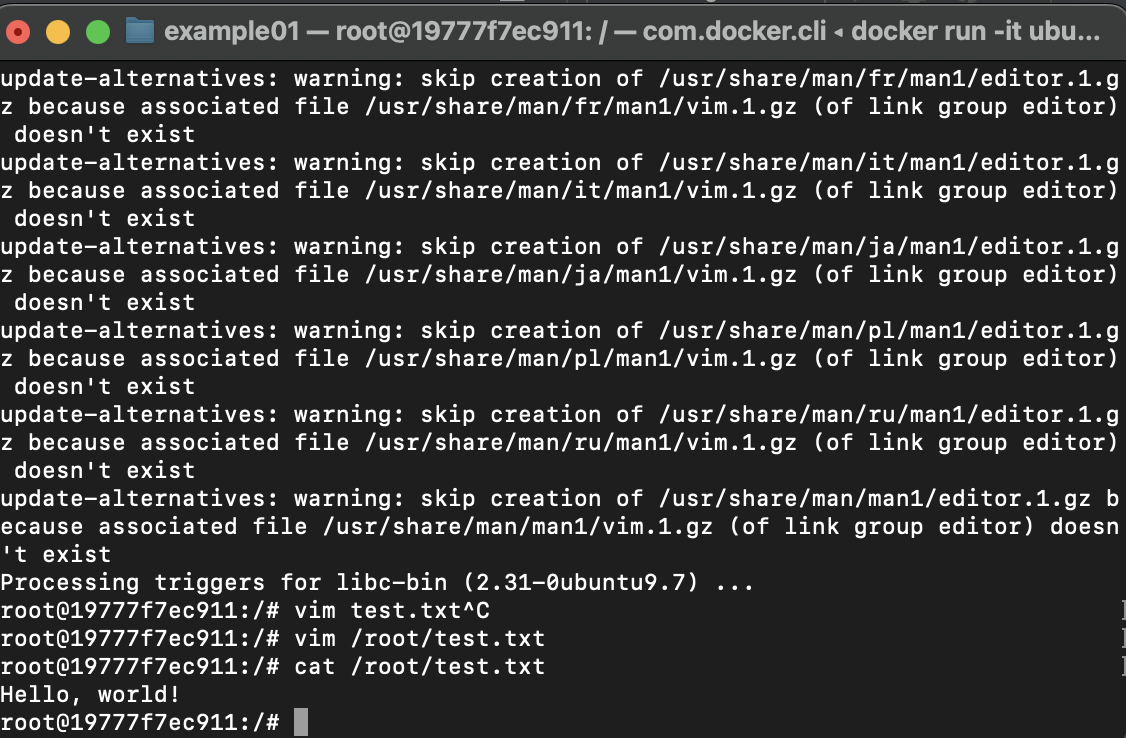 example01 — root@19777f7ec911: / — com.docker.cli ◂ docker run -it ubu...
update-alternatives: warning: skip creation of /usr/share/man/fr/man1/editor.1.g
z because associated file /usr/share/man/fr/man1/vim.1.gz (of link group editor)
 doesn't exist
update-alternatives: warning: skip creation of /usr/share/man/it/man1/editor.1.g
z because associated file /usr/share/man/it/man1/vim.1.gz (of link group editor)
 doesn't exist
update-alternatives: warning: skip creation of /usr/share/man/ja/man1/editor.1.g
z because associated file /usr/share/man/ja/man1/vim.1.gz (of link group editor)
 doesn't exist
update-alternatives: warning: skip creation of /usr/share/man/pl/man1/editor.1.g
z because associated file /usr/share/man/pl/man1/vim.1.gz (of link group editor)
 doesn't exist
update-alternatives: warning: skip creation of /usr/share/man/ru/man1/editor.1.g
z because associated file /usr/share/man/ru/man1/vim.1.gz (of link group editor)
 doesn't exist
update-alternatives: warning: skip creation of /usr/share/man/man1/editor.1.gz b
ecause associated file /usr/share/man/man1/vim.1.gz (of link group editor) doesn
't exist
Processing triggers for libc-bin (2.31-0ubuntu9.7) ...
root@19777f7ec911:/# vim test.txt^C
root@19777f7ec911:/# vim /root/test.txt
root@19777f7ec911:/# cat /root/test.txt
Hello, world!
root@19777f7ec911:/#